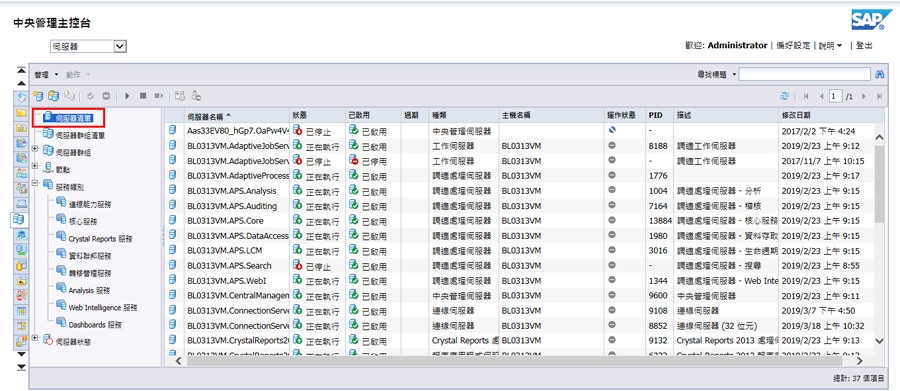 中央管理主控台
SAP
伺服器
歡迎: Administrator | 偏好設定 | 說明 | 登出
管理 動作 尋找標題
1 /1
伺服器清單
伺服器群組清單
伺服器群組
節點
服務類別
連線能力服務
核心服務
Crystal Reports 服務
資料聯邦服務
轉移管理服務
Analysis 服務
Web Intelligence 服務
Dashboards 服務
伺服器狀態
伺服器名稱 狀態 已啟用 過期 種類 主機名稱 運作狀態 PID 描述 修改日期
Aas33EV80_hGp7.OaPw4V4 已停止 已啟用 中央管理伺服器 - 2017/2/2 下午 4:24
BL0313VM.AdaptiveJobServ 正在執行 已啟用 工作伺服器 BL0313VM 8188 調適工作伺服器 2019/2/23 上午 9:12
BL0313VM.AdaptiveJobServ 已停止 已停用 工作伺服器 BL0313VM - 調適工作伺服器 2017/11/7 上午 10:15
BL0313VM.AdaptiveProcess 正在執行 已啟用 調適處理伺服器 BL0313VM 1776 2019/2/23 上午 9:17
BL0313VM.APS.Analysis 正在執行 已啟用 調適處理伺服器 BL0313VM 1004 調適處理伺服器 - 分析 2019/2/23 上午 9:15
BL0313VM.APS.Auditing 正在執行 已啟用 調適處理伺服器 BL0313VM 7164 調適處理伺服器 - 稽核 2019/2/23 上午 9:15
BL0313VM.APS.Core 正在執行 已啟用 調適處理伺服器 BL0313VM 13884 調適處理伺服器 - 核心服務 2019/2/23 上午 9:15
BL0313VM.APS.DataAccess 正在執行 已啟用 調適處理伺服器 BL0313VM 1980 調適處理伺服器 - 資料存取 2019/2/23 上午 9:15
BL0313VM.APS.LCM 正在執行 已啟用 調適處理伺服器 BL0313VM 3016 調適處理伺服器 - 生命週期 2019/2/23 上午 9:15
BL0313VM.APS.Search 已停止 已啟用 調適處理伺服器 BL0313VM - 調適處理伺服器 - 搜尋 2019/2/23 上午 8:55
BL0313VM.APS.WebI 正在執行 已啟用 調適處理伺服器 BL0313VM 1344 調適處理伺服器 - Web Inte 2019/2/23 上午 9:15
BL0313VM.CentralManagem 正在執行 已啟用 中央管理伺服器 BL0313VM 9600 中央管理伺服器 2019/2/23 上午 9:11
BL0313VM.ConnectionServe 正在執行 已啟用 連線伺服器 BL0313VM 9108 連線伺服器 2019/3/7 下午 4:50
BL0313VM.ConnectionServe 正在執行 已啟用 連線伺服器 BL0313VM 8852 連線伺服器 (32 位元) 2019/3/18 上午 10:32
BL0313VM.CrystalReports20 正在執行 已啟用 Crystal Reports BL0313VM 9132 Crystal Reports 2013 處理 2019/2/23 上午 9:13
總計: 37 個項目